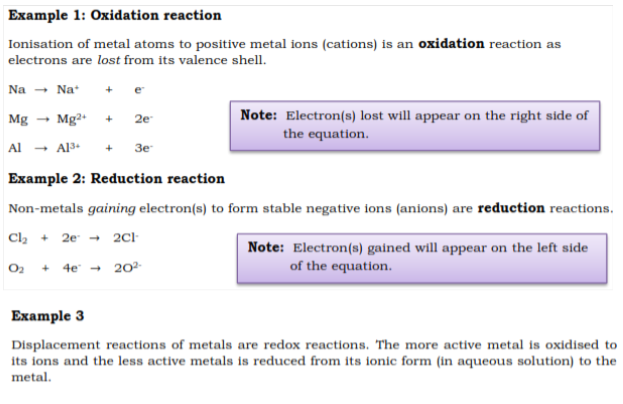 Example 1: Oxidation reaction
Ionisation of metal atoms to positive metal ions (cations) is an oxidation reaction as
electrons are lost from its valence shell.
Na → Na⁺ + e⁻
Mg → Mg²⁺ + 2e⁻
Al → Al³⁺ + 3e⁻
Note: Electron(s) lost will appear on the right side of
the equation.
Example 2: Reduction reaction
Non-metals gaining electron(s) to form stable negative ions (anions) are reduction reactions.
Cl₂ + 2e⁻ → 2Cl⁻
O₂ + 4e⁻ → 2O²⁻
Note: Electron(s) gained will appear on the left side
of the equation.
Example 3
Displacement reactions of metals are redox reactions. The more active metal is oxidised to
its ions and the less active metals is reduced from its ionic form (in aqueous solution) to the
metal.